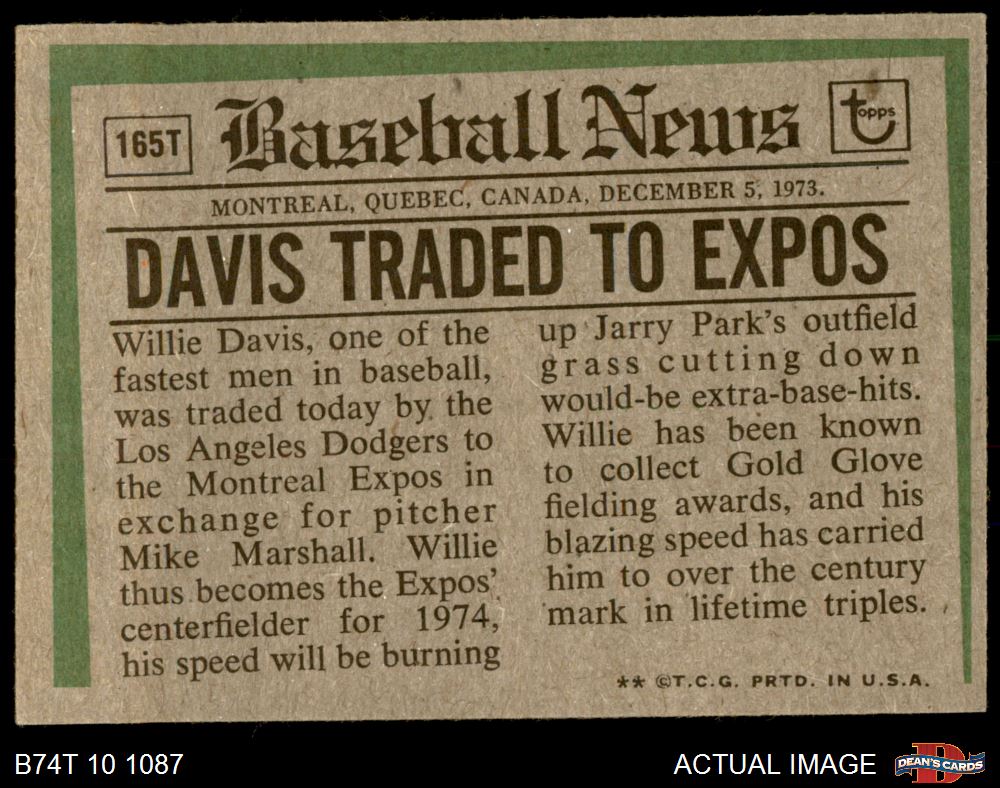 165T
Baseball News
topps
MONTREAL, QUEBEC, CANADA, DECEMBER 5, 1973.
DAVIS TRADED TO EXPOS
Willie Davis, one of the
fastest men in baseball,
was traded today by the
Los Angeles Dodgers to
the Montreal Expos in
exchange for pitcher
Mike Marshall. Willie
thus becomes the Expos'
centerfielder for 1974,
his speed will be burning
up Jarry Park's outfield
grass cutting down
would-be extra-base-hits.
Willie has been known
to collect Gold Glove
fielding awards, and his
blazing speed has carried
him to over the century
mark in lifetime triples.
** ©T.C.G. PRTD. IN U.S.A.
B74T 10 1087
ACTUAL IMAGE
DEAN'S CARDS